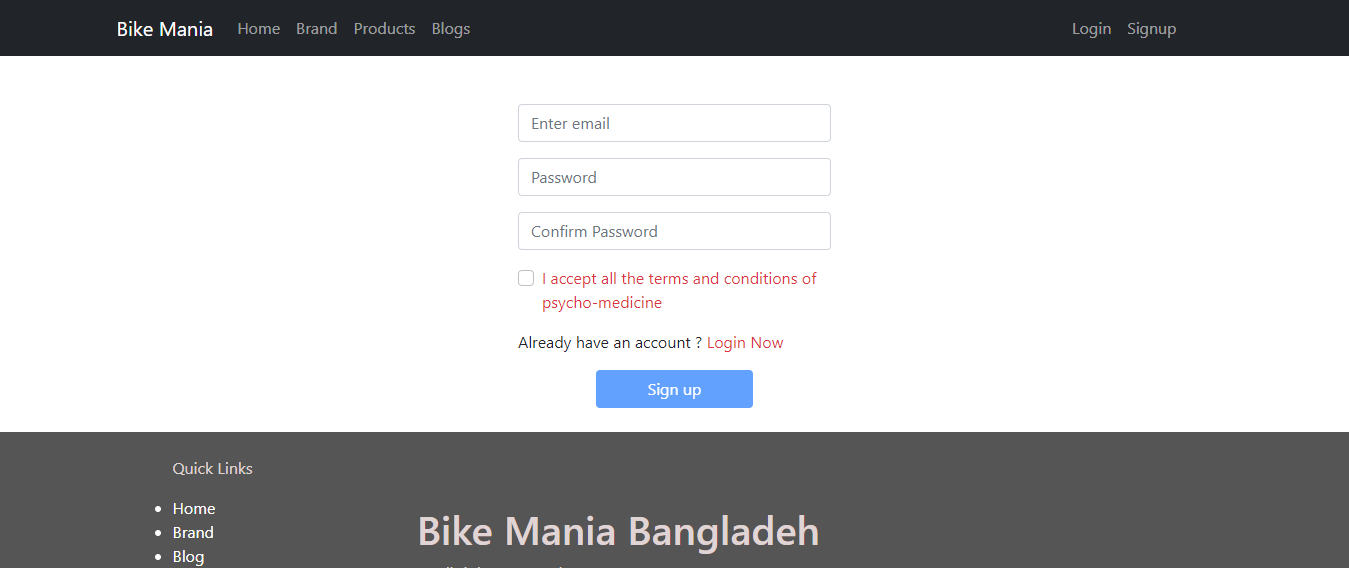 Bike Mania Home Brand Products Blogs Login Signup
Enter email
Password
Confirm Password
I accept all the terms and conditions of
psycho-medicine
Already have an account ? Login Now
Sign up
Quick Links
Home
Brand
Blog
Bike Mania Bangladeh